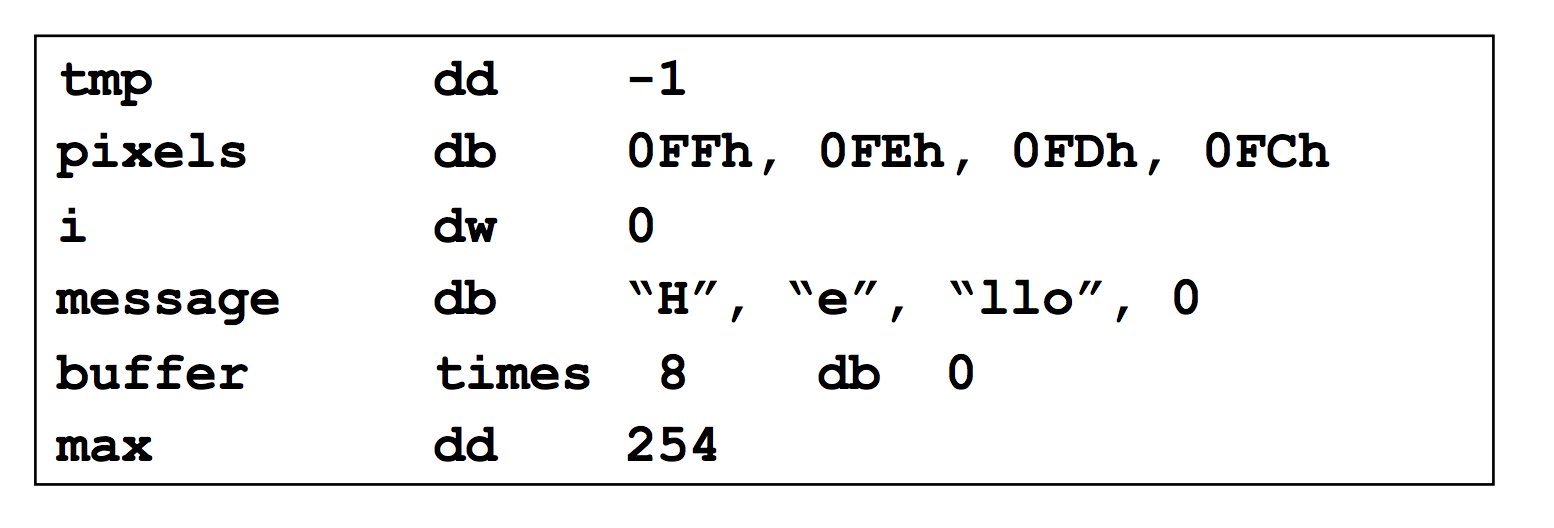 tmp dd -1
pixels db 0FFh, 0FEh, 0FDh, 0FCh
i dw 0
message db “H”, “e”, “llo”, 0
buffer times 8 db 0
max dd 254